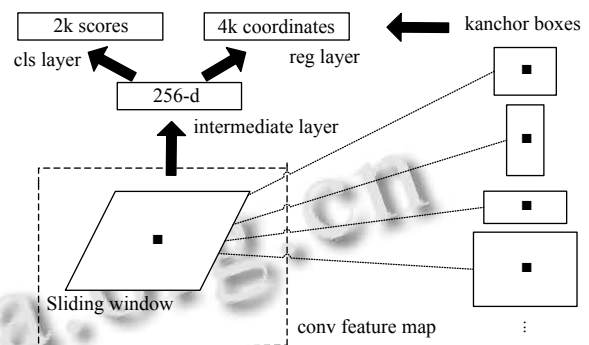 2k scores
4k coordinates
kanchor boxes
cls layer
reg layer
256-d
intermediate layer
Sliding window
conv feature map